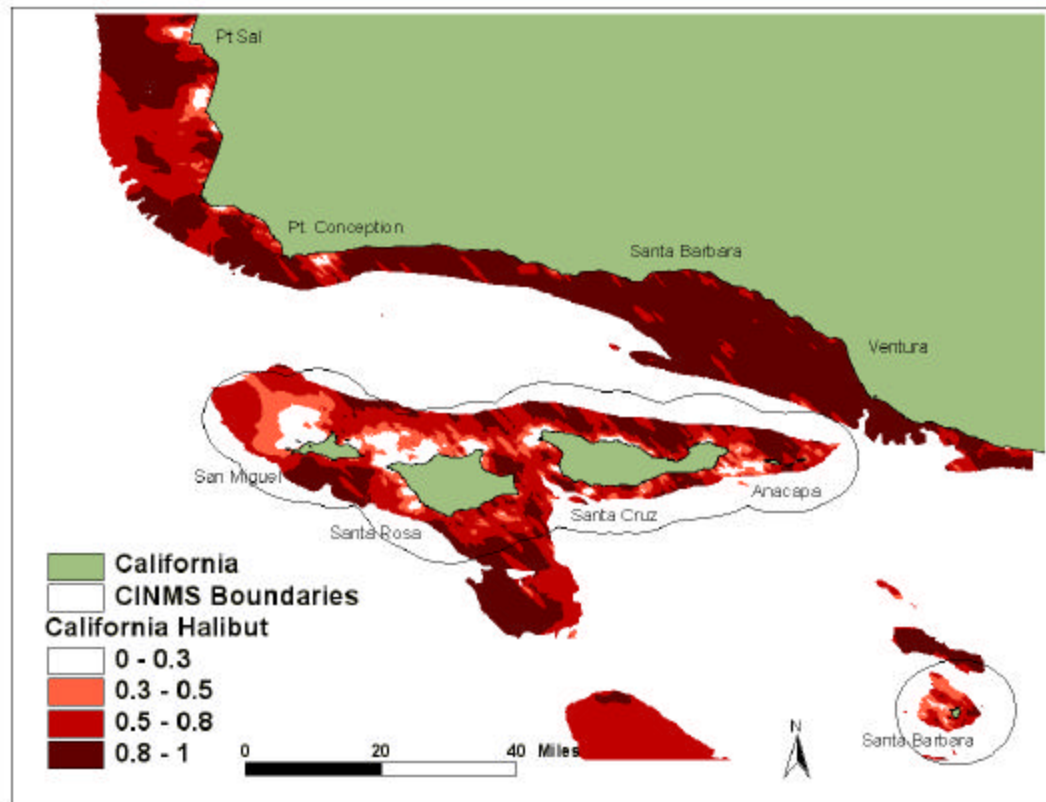 Pt Sal
Pt. Conception
Santa Barbara
Ventura
San Miguel
Santa Rosa
Santa Cruz
Anacapa
California
CINMS Boundaries
California Halibut
0 - 0.3
0.3 - 0.5
0.5 - 0.8
0.8 - 1
0 20 40 Miles
N
Santa Barbara